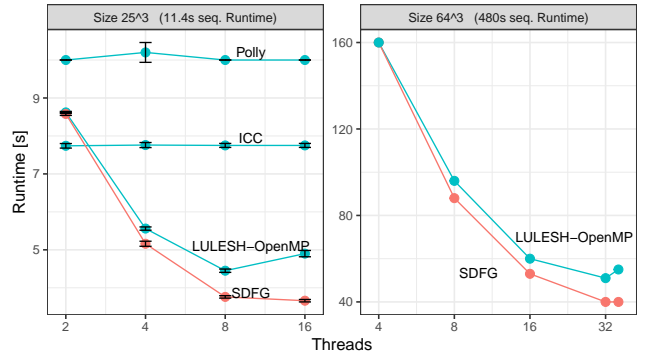 Size 25^3 (11.4s seq. Runtime)
Size 64^3 (480s seq. Runtime)
Runtime [s]
9
7
5
Polly
ICC
LULESH−OpenMP
SDFG
2
4
8
16
160
120
80
40
LULESH−OpenMP
SDFG
4
8
16
32
Threads